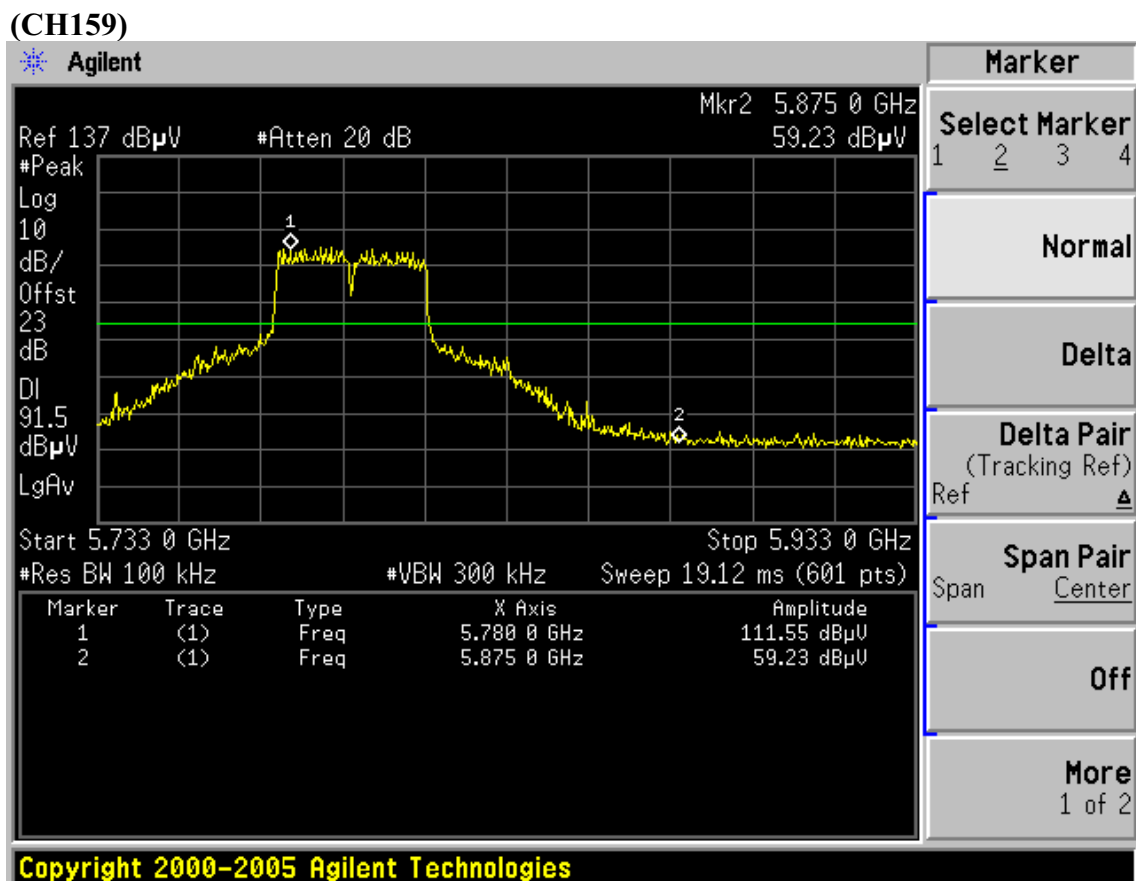 (CH159)
Agilent
Marker
Mkr2 5.875 0 GHz
Ref 137 dBµV #Atten 20 dB 59.23 dBµV
#Peak
Log
10
dB/
Offst
23
dB
DI
91.5
dBµV
LgAv
1
2
Start 5.733 0 GHz Stop 5.933 0 GHz
#Res BW 100 kHz #VBW 300 kHz Sweep 19.12 ms (601 pts)
Marker Trace Type X Axis Amplitude
1 (1) Freq 5.780 0 GHz 111.55 dBµV
2 (1) Freq 5.875 0 GHz 59.23 dBµV
Select Marker
1 2 3 4
Normal
Delta
Delta Pair
(Tracking Ref)
Ref Δ
Span Pair
Span Center
Off
More
1 of 2
Copyright 2000-2005 Agilent Technologies